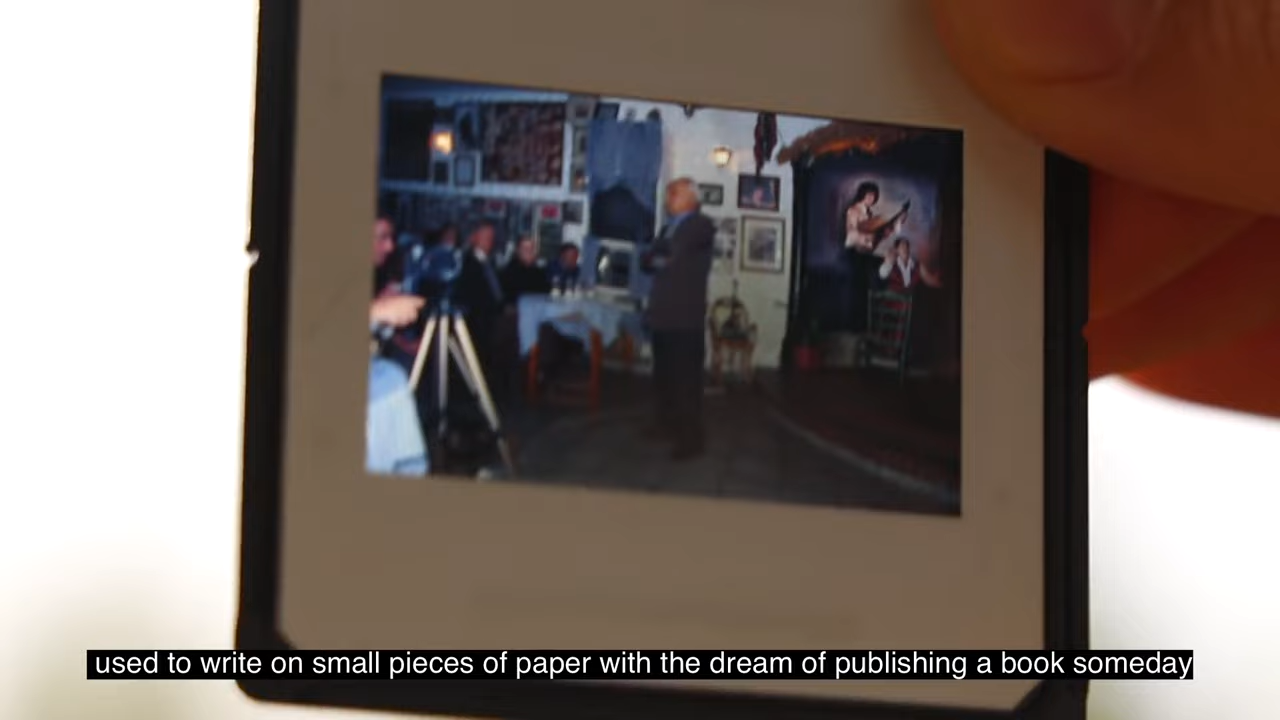 used to write on small pieces of paper with the dream of publishing a book someday